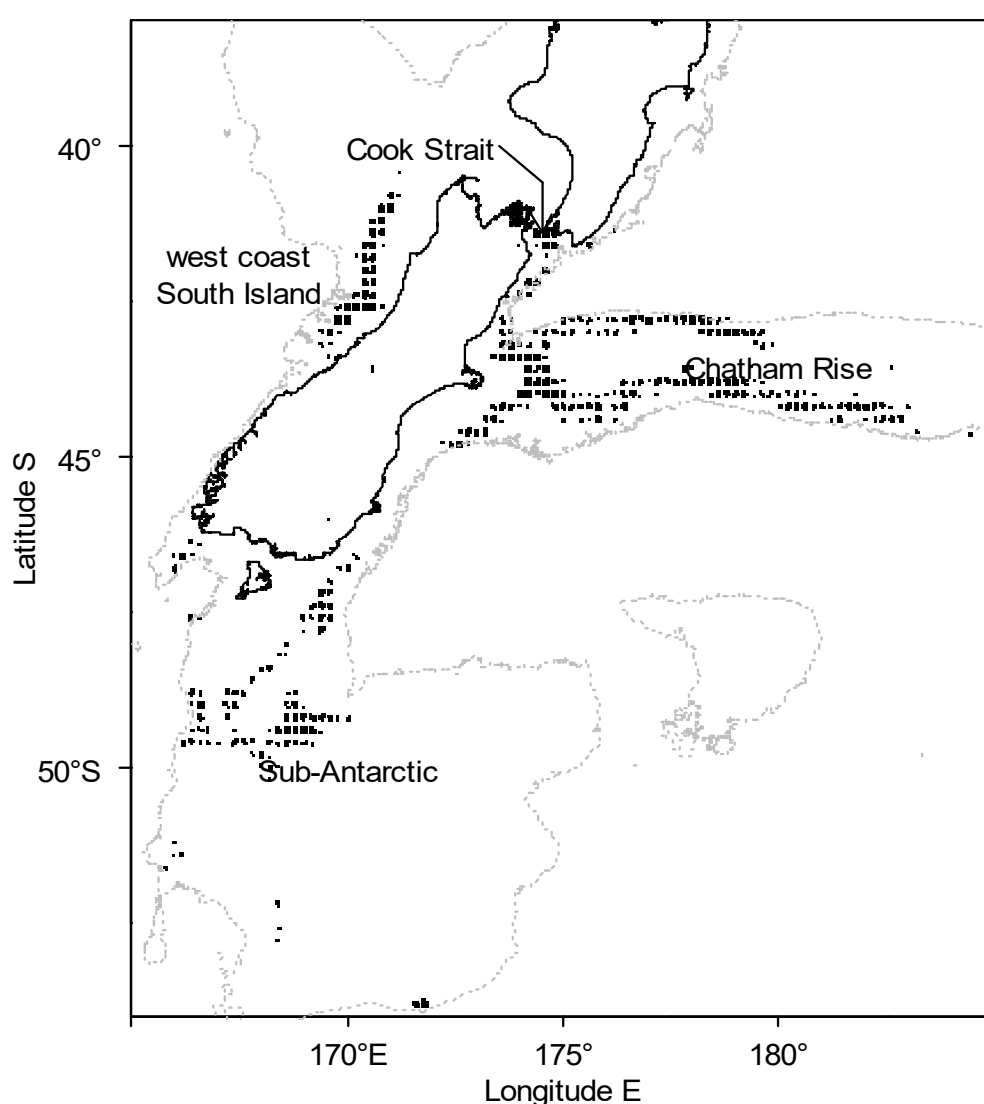 40°
Cook Strait
west coast
South Island
Chatham Rise
45°
Latitude S
50°S
Sub-Antarctic
170°E
175°
180°
Longitude E